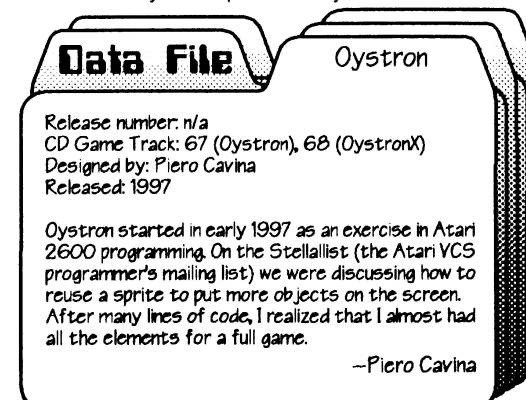 Data File
Oystron
Release number: n/a
CD Game Track: 67 (Oystron), 68 (OystronX)
Designed by: Piero Cavina
Released: 1997
Oystron started in early 1997 as an exercise in Atari
2600 programming. On the Stellalist (the Atari VCS
programmer's mailing list) we were discussing how to
reuse a sprite to put more objects on the screen.
After many lines of code, I realized that I almost had
all the elements for a full game.
—Piero Cavina